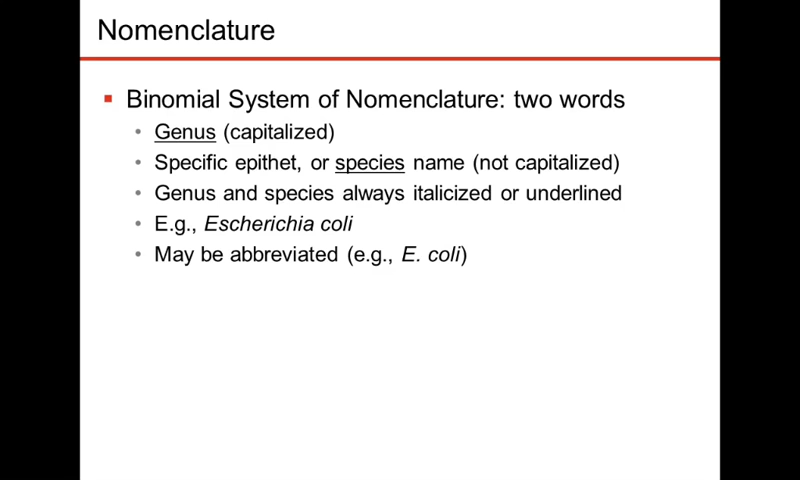 Nomenclature
Binomial System of Nomenclature: two words
Genus (capitalized)
Specific epithet, or species name (not capitalized)
Genus and species always italicized or underlined
E.g., Escherichia coli
May be abbreviated (e.g., E. coli)